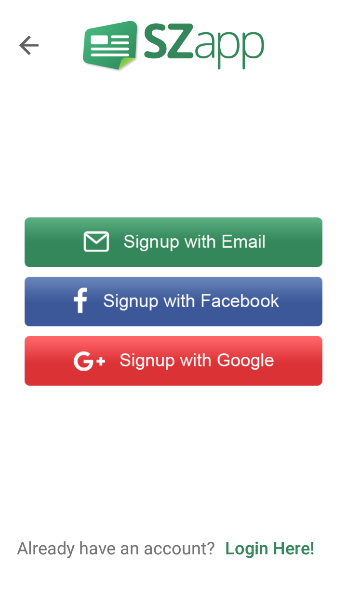 SZapp
Signup with Email
Signup with Facebook
G+ Signup with Google
Already have an account? Login Here!